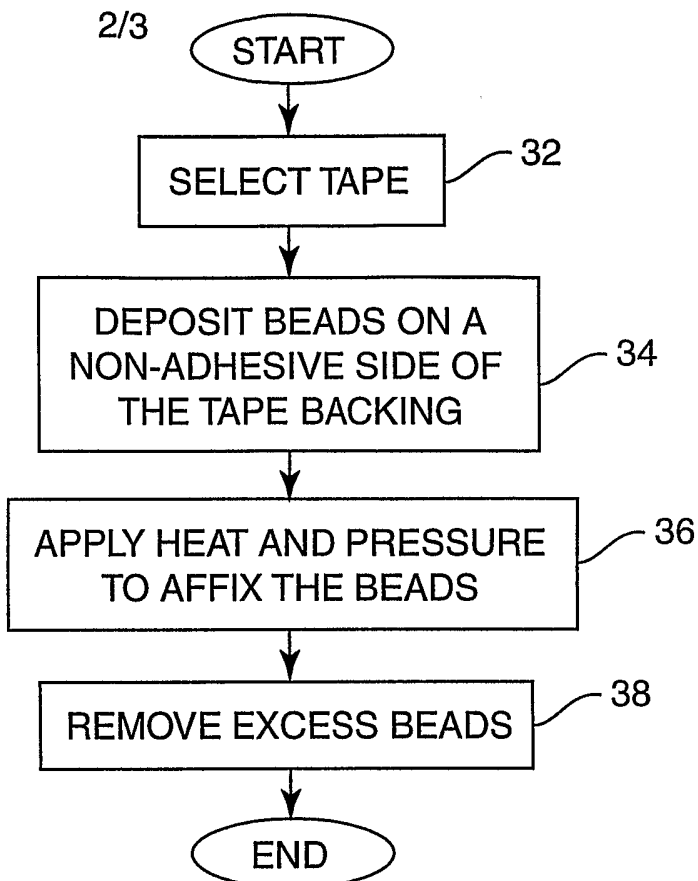 2/3
START
SELECT TAPE
32
DEPOSIT BEADS ON A
NON-ADHESIVE SIDE OF
THE TAPE BACKING
34
APPLY HEAT AND PRESSURE
TO AFFIX THE BEADS
36
REMOVE EXCESS BEADS
38
END